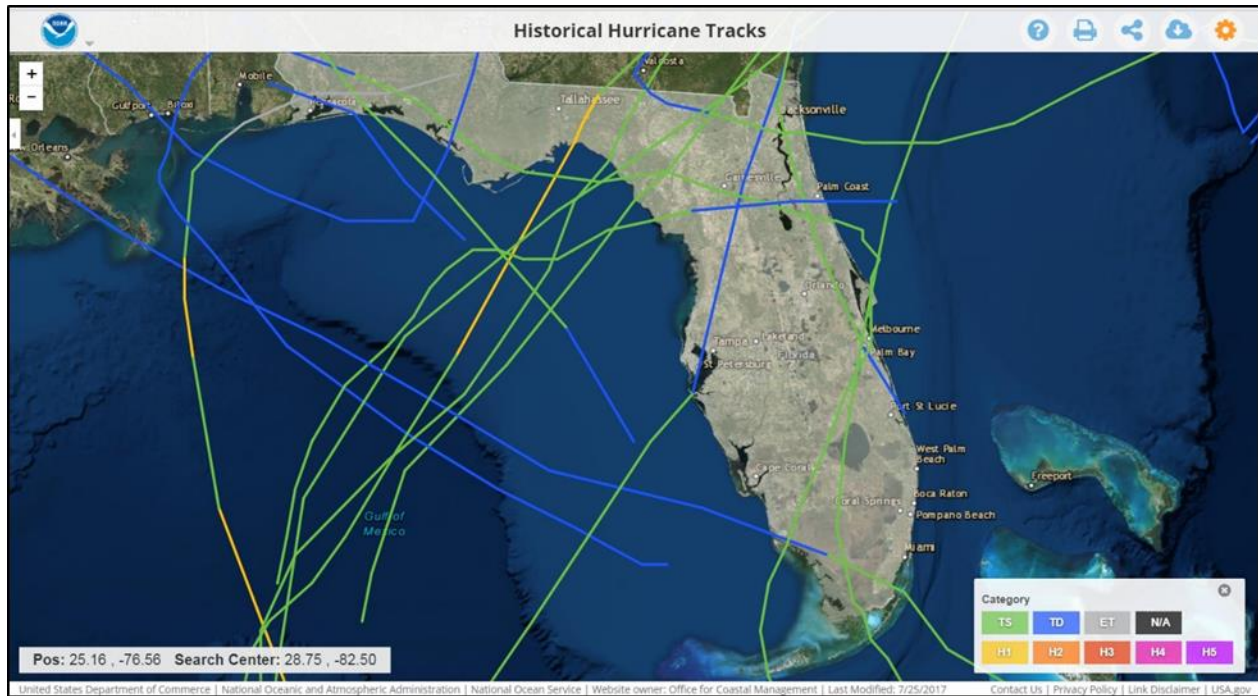 NOAA
Historical Hurricane Tracks
?
+
−
Valdosta
Mobile
Gulfport
Biloxi
Pensacola
Tallahassee
Jacksonville
New Orleans
Gainesville
Palm Coast
Orlando
Melbourne
Tampa
Lakeland
Florida
Palm Bay
St Petersburg
Port St Lucie
West Palm
Beach
Cape Coral
Freeport
Boca Raton
Coral Springs
Pompano Beach
Gulf of
Mexico
Miami
Category
TS TD ET N/A
H1 H2 H3 H4 H5
Pos: 25.16 , -76.56 Search Center: 28.75 , -82.50
United States Department of Commerce | National Oceanic and Atmospheric Administration | National Ocean Service | Website owner: Office for Coastal Management | Last Modified: 7/25/2017 Contact Us | Privacy Policy | Link Disclaimer | USA.gov